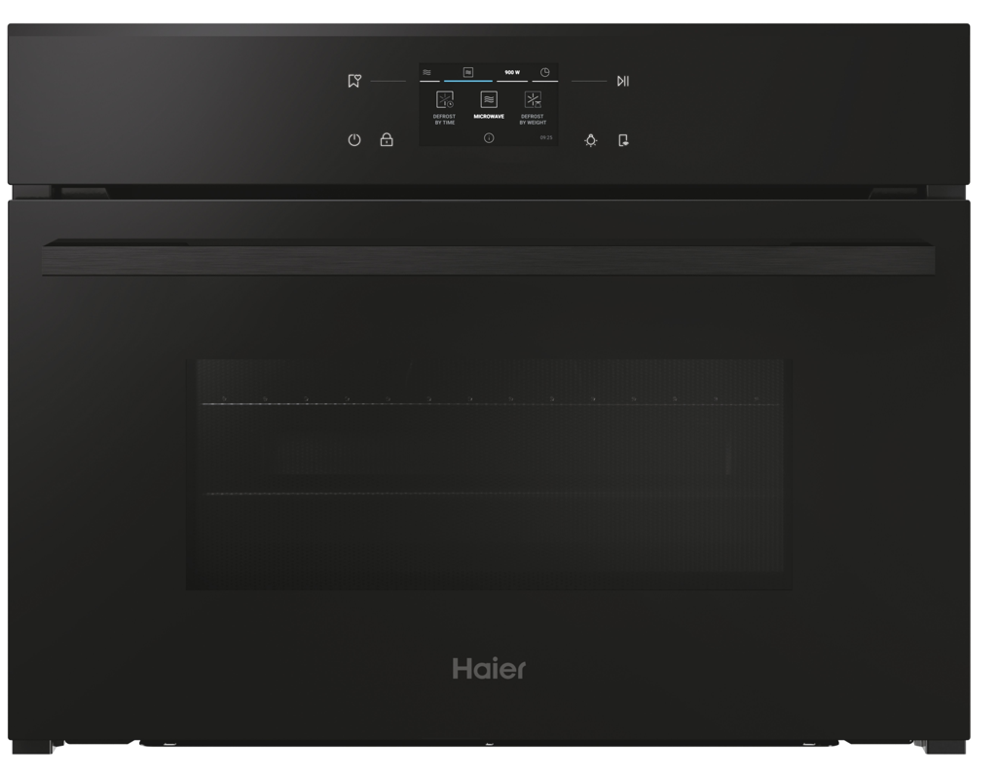 900 W
DEFROST
BY TIME
MICROWAVE
DEFROST
BY WEIGHT
09:25
Haier